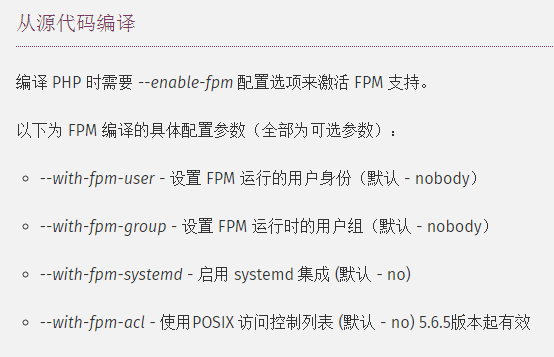 从源代码编译
编译 PHP 时需要 --enable-fpm 配置选项来激活 FPM 支持。
以下为 FPM 编译的具体配置参数（全部为可选参数）：
--with-fpm-user - 设置 FPM 运行的用户身份（默认 - nobody）
--with-fpm-group - 设置 FPM 运行时的用户组（默认 - nobody）
--with-fpm-systemd - 启用 systemd 集成 (默认 - no)
--with-fpm-acl - 使用POSIX 访问控制列表 (默认 - no) 5.6.5版本起有效